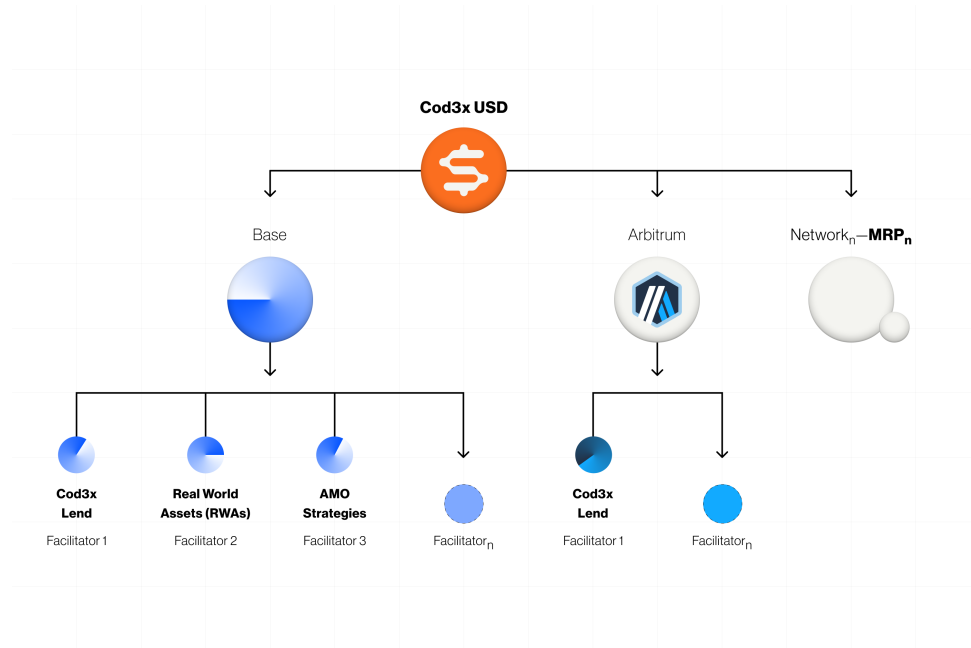 Cod3x USD
Base
Arbitrum
Networkn—MRPn
Cod3x
Lend
Facilitator 1
Real World
Assets (RWAs)
Facilitator 2
AMO
Strategies
Facilitator 3
Facilitatorn
Cod3x
Lend
Facilitator 1
Facilitatorn